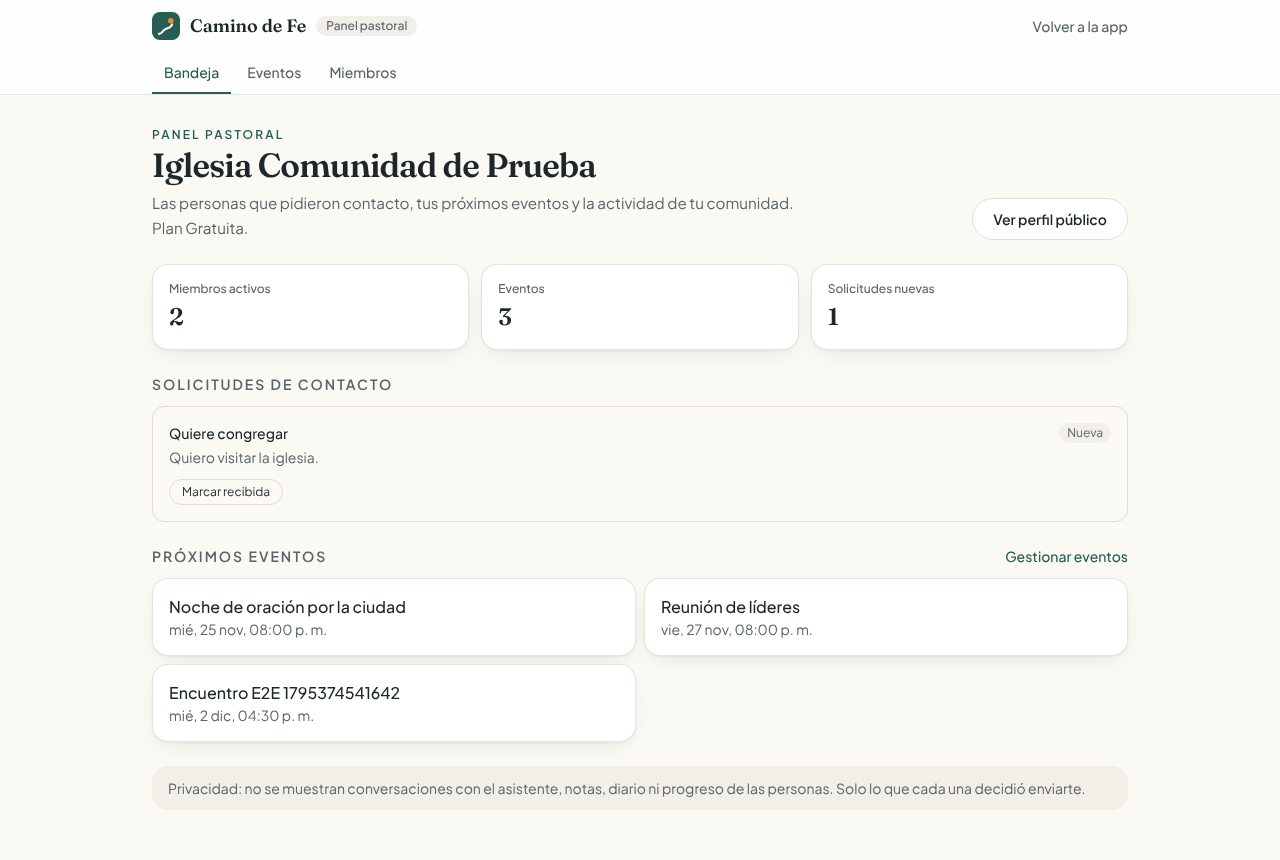 Camino de Fe
Panel pastoral
Volver a la app
Bandeja
Eventos
Miembros
PANEL PASTORAL
Iglesia Comunidad de Prueba
Las personas que pidieron contacto, tus próximos eventos y la actividad de tu comunidad.
Plan Gratuita.
Ver perfil público
Miembros activos
2
Eventos
3
Solicitudes nuevas
1
SOLICITUDES DE CONTACTO
Quiere congregar
Nueva
Quiero visitar la iglesia.
Marcar recibida
PRÓXIMOS EVENTOS
Gestionar eventos
Noche de oración por la ciudad
mié, 25 nov, 08:00 p. m.
Reunión de líderes
vie, 27 nov, 08:00 p. m.
Encuentro E2E 1795374541642
mié, 2 dic, 04:30 p. m.
Privacidad: no se muestran conversaciones con el asistente, notas, diario ni progreso de las personas. Solo lo que cada una decidió enviarte.